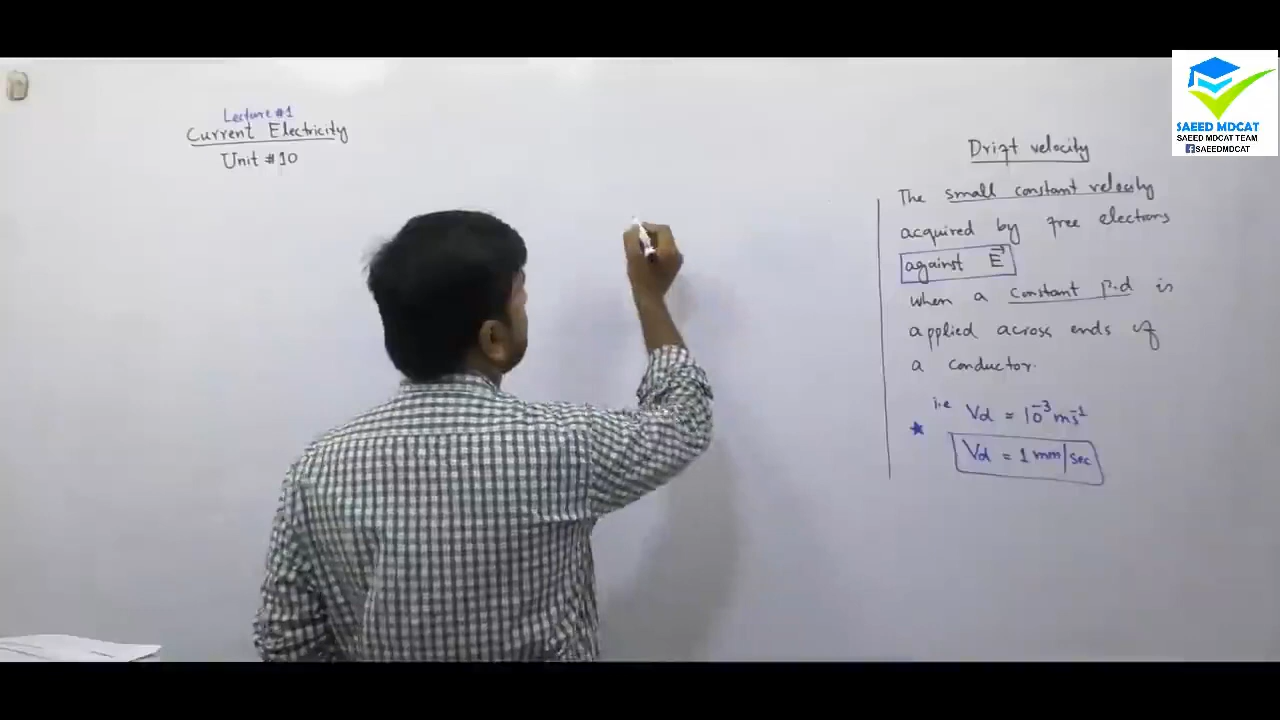 Lecture #1
Current Electricity
Unit #10
SAEED MDCAT
SAEED MDCAT TEAM
SAEEDMDCAT
Drift velocity
The small constant velocity
acquired by free electrons
against E⃗
when a constant p.d is
applied across ends of
a conductor.
i.e Vd = 10⁻³ ms⁻¹
★ Vd = 1 mm/sec